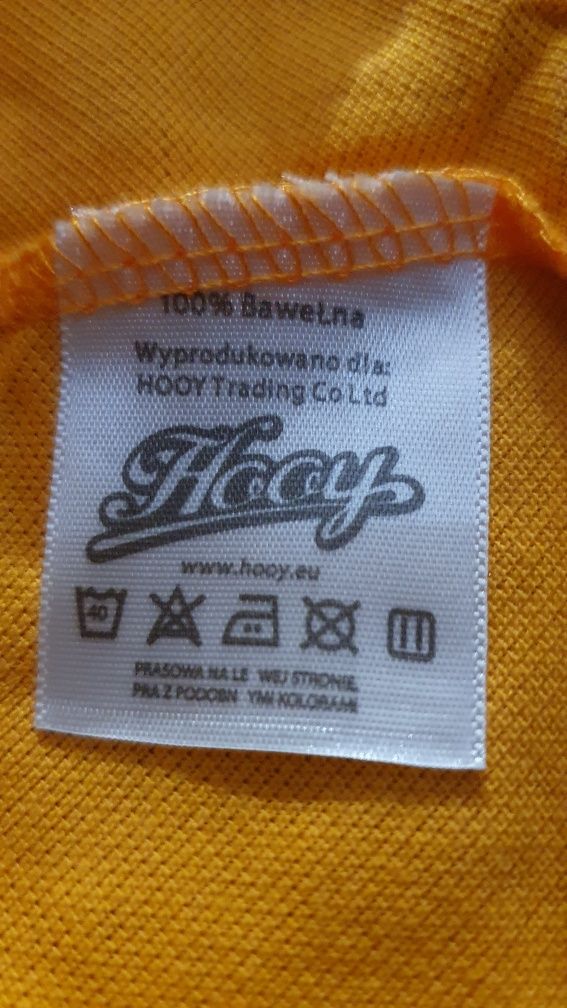 100% Bawełna
Wyprodukowano dla:
HOOY Trading Co Ltd
Hooy
www.hooy.eu
40
PRASOWA NA LE WEJ STRONIE,
PRA Z PODOBN YMI KOLORAMI